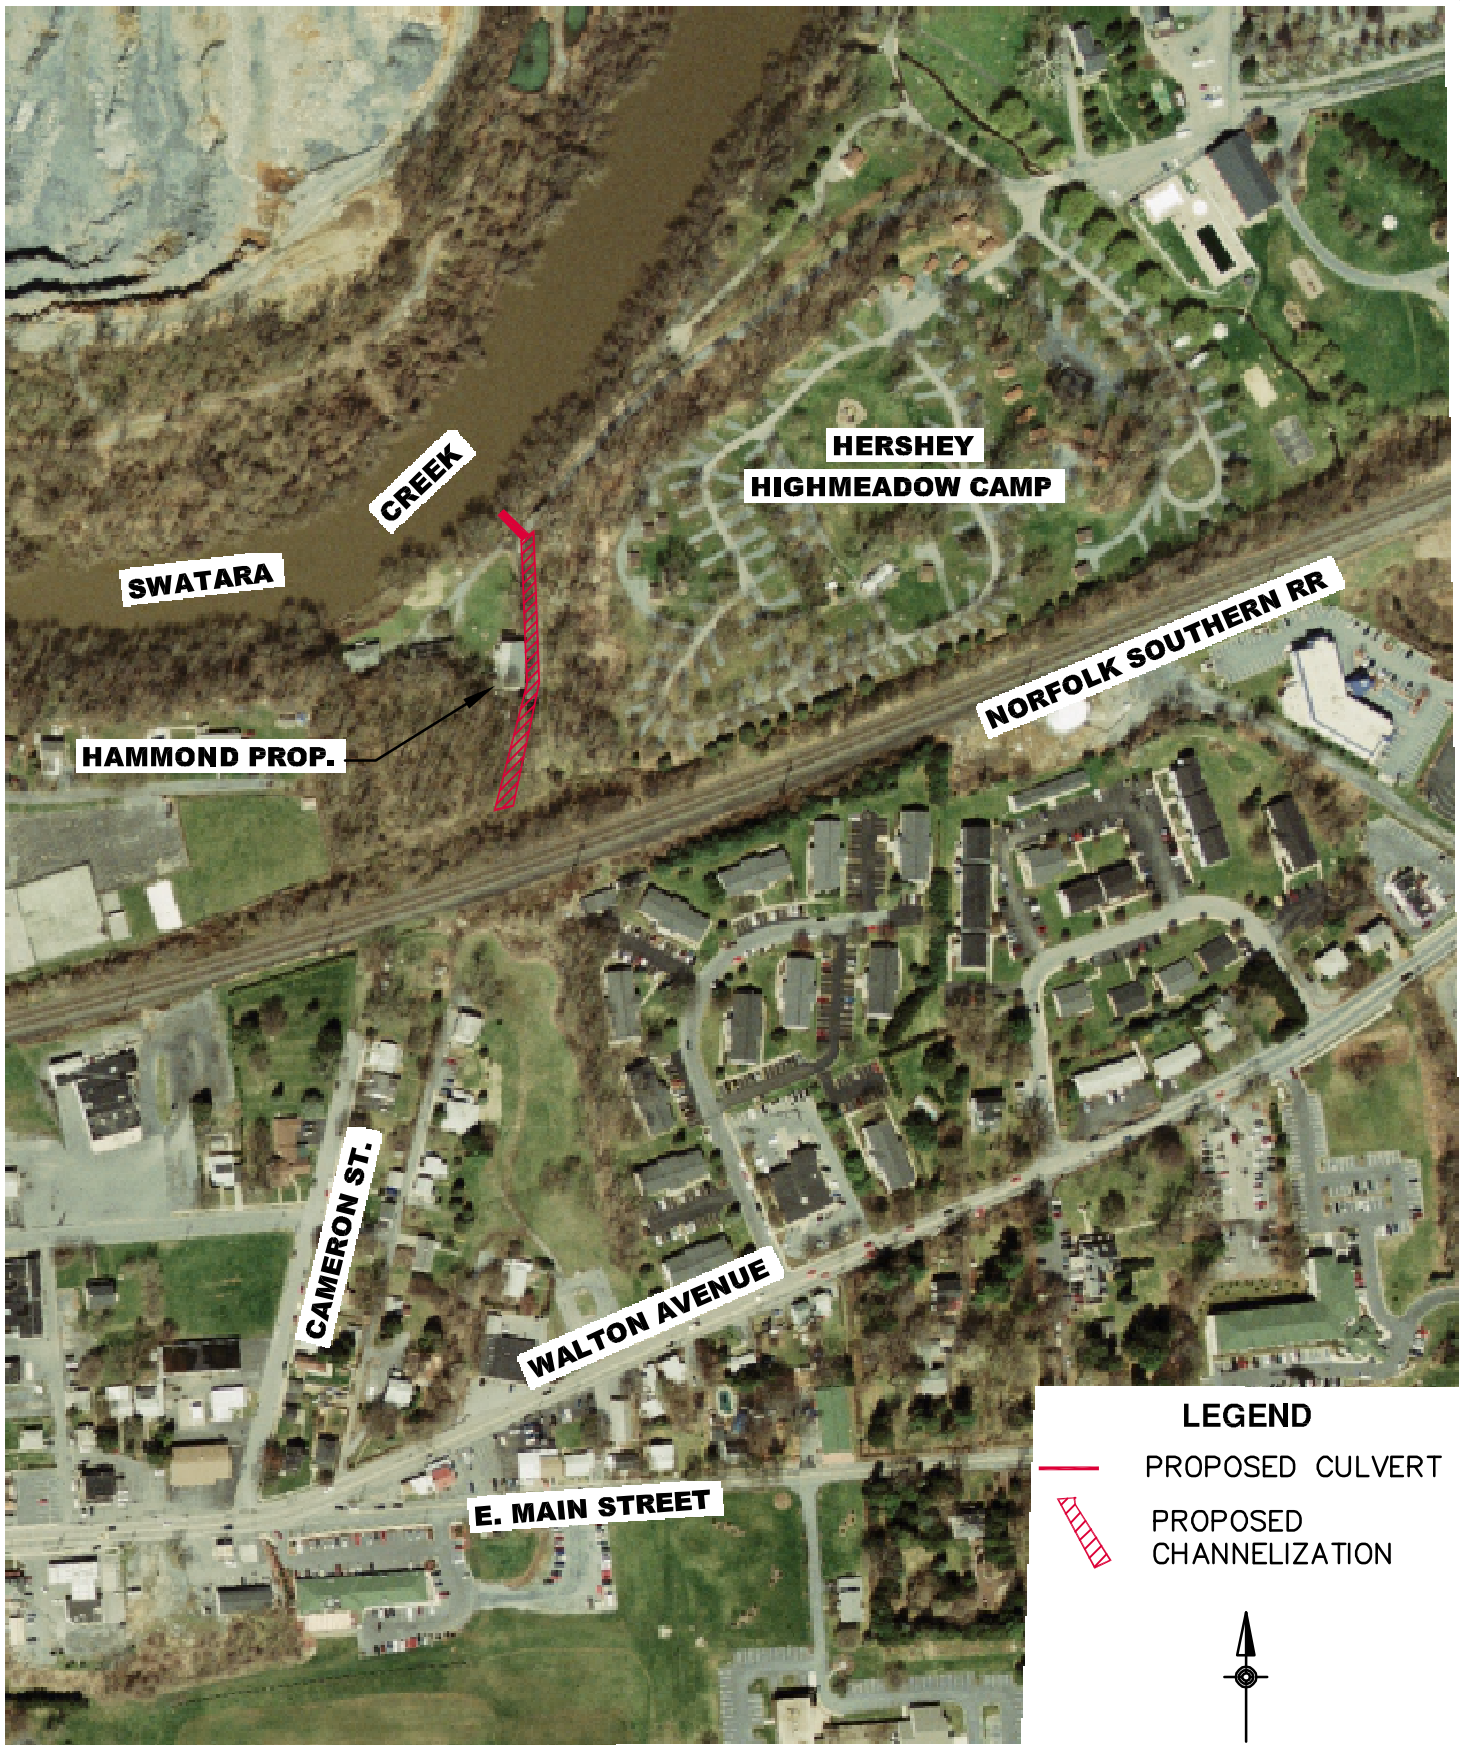 HERSHEY
HIGHMEADOW CAMP
CREEK
SWATARA
NORFOLK SOUTHERN RR
HAMMOND PROP.
CAMERON ST.
WALTON AVENUE
E. MAIN STREET
LEGEND
PROPOSED CULVERT
PROPOSED
CHANNELIZATION